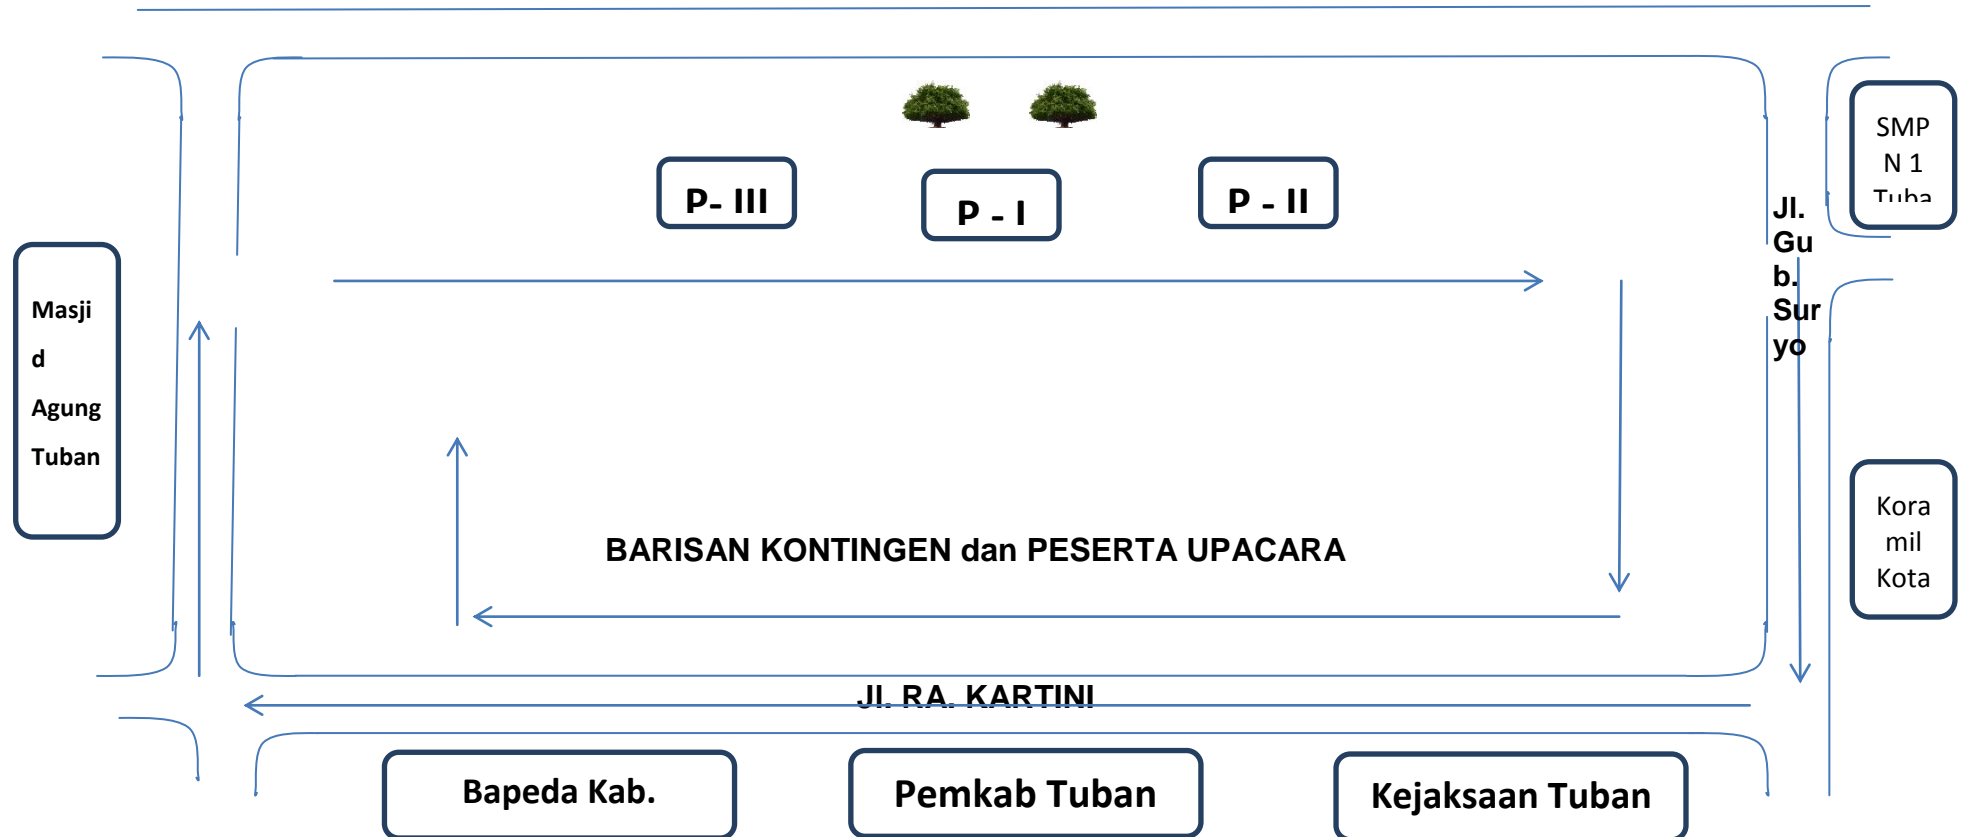 SMP
N 1
Tuba
P- III
P - I
P - II
Jl.
Gu
b.
Sur
yo
Masji
d
Agung
Tuban
BARISAN KONTINGEN dan PESERTA UPACARA
Kora
mil
Kota
Jl. RA. KARTINI
Bapeda Kab.
Pemkab Tuban
Kejaksaan Tuban